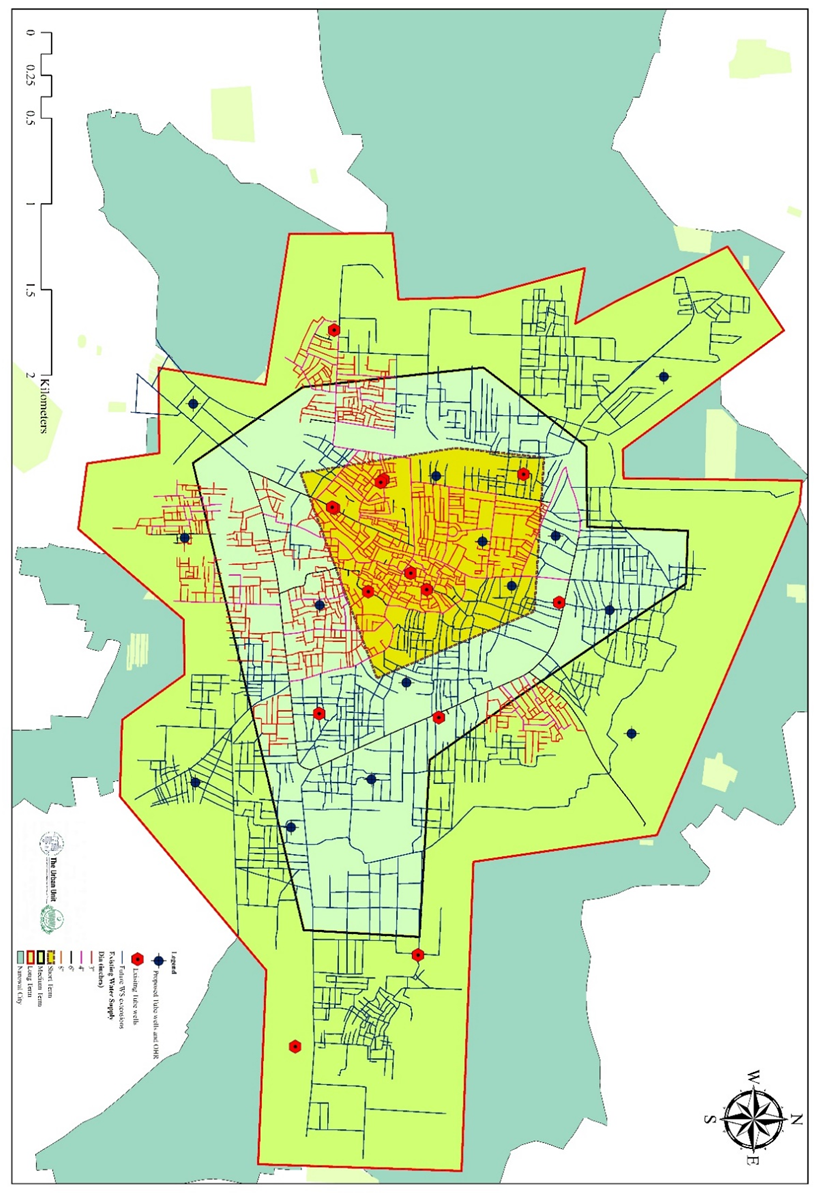 0 0.25 0.5 1 1.5 2
Kilometers
The Urban Unit
Legend
Proposed Tube wells and OHR
Existing Tube wells
Future WS extensions
Existing Water Supply
Dia (inches)
3"
4"
6"
8"
Short Term
Medium Term
Long Term
Narowal City
N
W
E
S